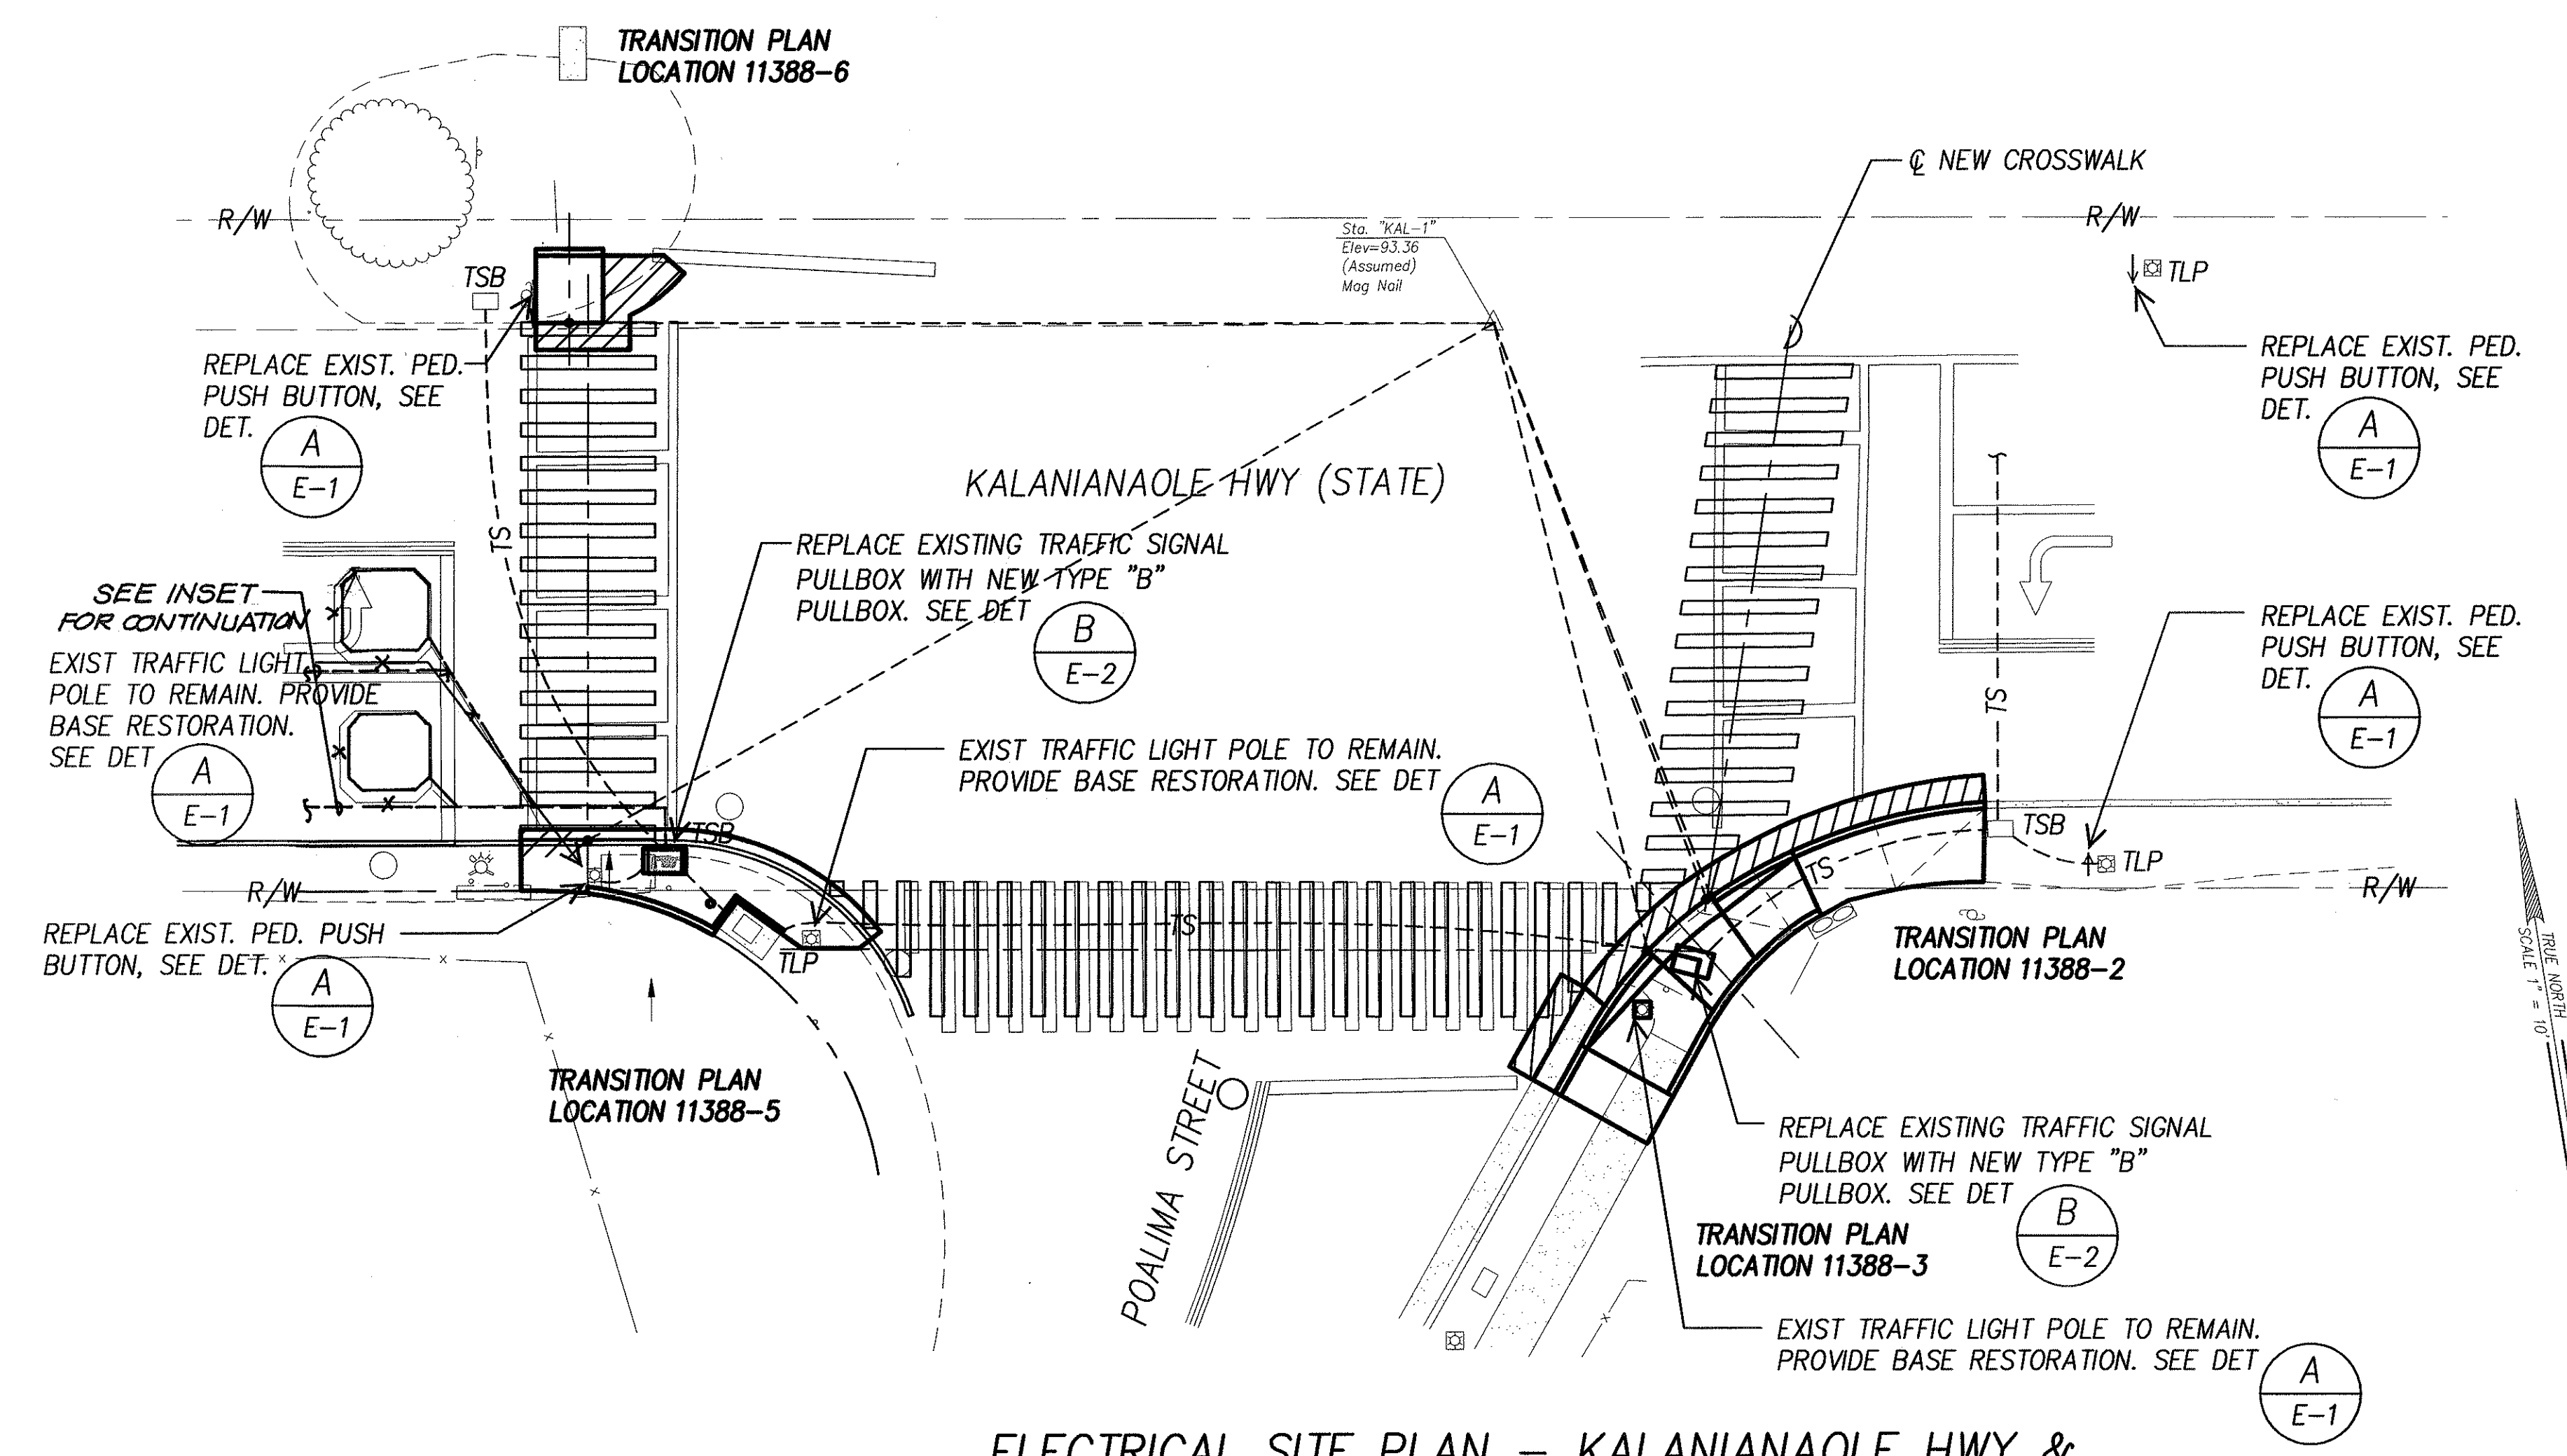 TRANSITION PLAN
LOCATION 11388-6
℄ NEW CROSSWALK
R/W
R/W
Sta. "KAL-1"
Elev=93.36
(Assumed)
Mag Nail
TSB
TLP
REPLACE EXIST. PED.
PUSH BUTTON, SEE
DET.
A
E-1
REPLACE EXIST. PED.
PUSH BUTTON, SEE
DET.
A
E-1
KALANIANAOLE HWY (STATE)
TS
REPLACE EXISTING TRAFFIC SIGNAL
PULLBOX WITH NEW TYPE "B"
PULLBOX. SEE DET
B
E-2
SEE INSET
FOR CONTINUATION
EXIST TRAFFIC LIGHT
POLE TO REMAIN. PROVIDE
BASE RESTORATION.
SEE DET
A
E-1
REPLACE EXIST. PED.
PUSH BUTTON, SEE
DET.
A
E-1
TS
EXIST TRAFFIC LIGHT POLE TO REMAIN.
PROVIDE BASE RESTORATION. SEE DET
A
E-1
TSB
TSB
TLP
TS
R/W
R/W
TS
TLP
REPLACE EXIST. PED. PUSH
BUTTON, SEE DET.
A
E-1
TRANSITION PLAN
LOCATION 11388-2
TRUE NORTH
SCALE 1" = 10'
TRANSITION PLAN
LOCATION 11388-5
POALIMA STREET
REPLACE EXISTING TRAFFIC SIGNAL
PULLBOX WITH NEW TYPE "B"
PULLBOX. SEE DET
B
E-2
TRANSITION PLAN
LOCATION 11388-3
EXIST TRAFFIC LIGHT POLE TO REMAIN.
PROVIDE BASE RESTORATION. SEE DET
A
E-1
ELECTRICAL SITE PLAN – KALANIANAOLE HWY &